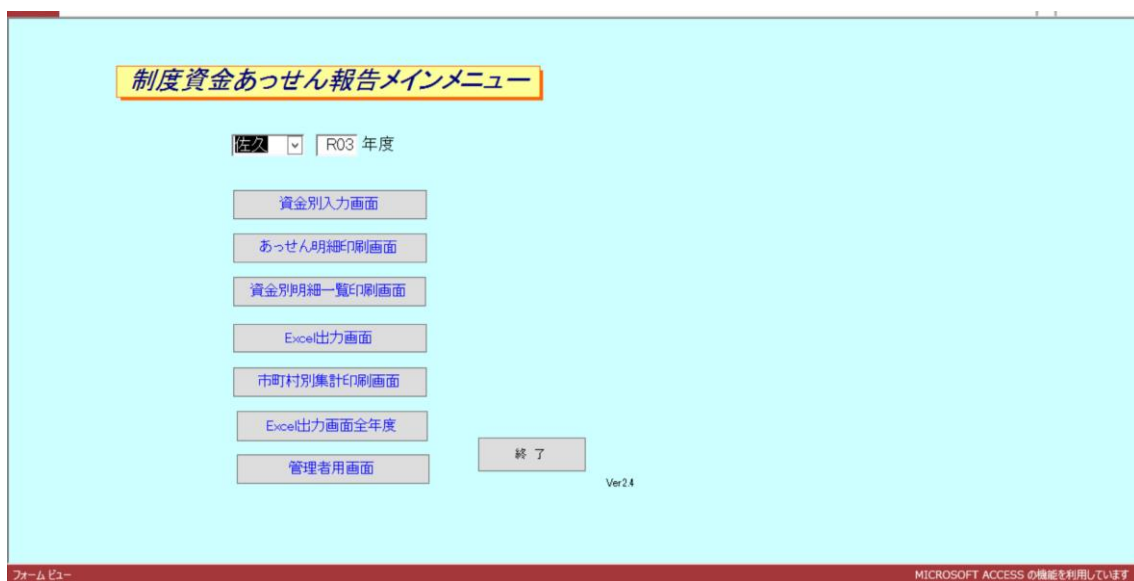 制度資金あっせん報告メインメニュー
佐久 R03 年度
資金別入力画面
あっせん明細印刷画面
資金別明細一覧印刷画面
Excel出力画面
市町村別集計印刷画面
Excel出力画面全年度
終 了
管理者用画面
Ver2.4
フォーム ビュー
MICROSOFT ACCESS の機能を利用しています